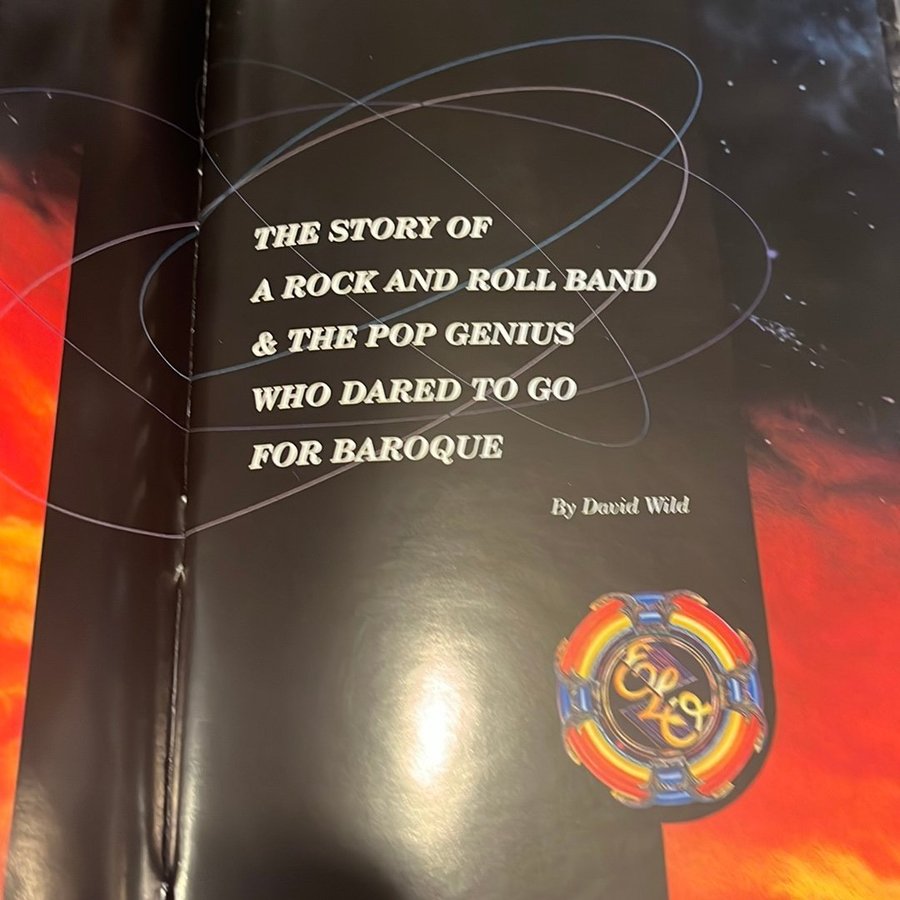 THE STORY OF
A ROCK AND ROLL BAND
& THE POP GENIUS
WHO DARED TO GO
FOR BAROQUE
By David Wild
ELO